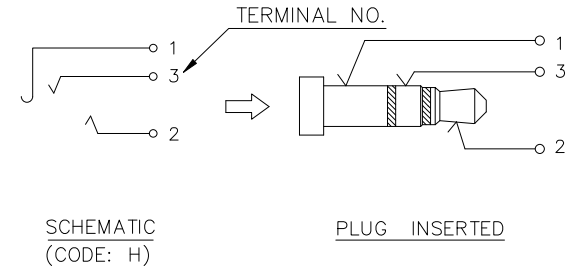 TERMINAL NO.
1
3
2
1
3
2
SCHEMATIC
(CODE: H)
PLUG INSERTED